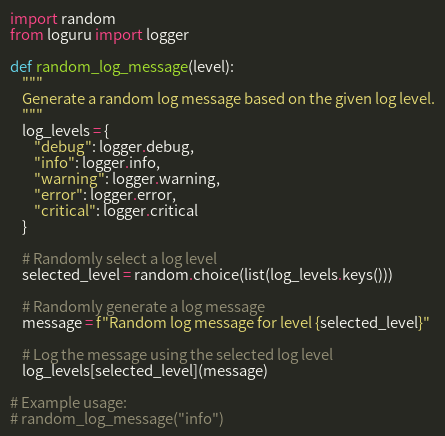 import random
from loguru import logger

def random_log_message(level):
    """
    Generate a random log message based on the given log level.
    """
    log_levels = {
        "debug": logger.debug,
        "info": logger.info,
        "warning": logger.warning,
        "error": logger.error,
        "critical": logger.critical
    }

    # Randomly select a log level
    selected_level = random.choice(list(log_levels.keys()))

    # Randomly generate a log message
    message = f"Random log message for level {selected_level}"

    # Log the message using the selected log level
    log_levels[selected_level](message)

# Example usage:
# random_log_message("info")